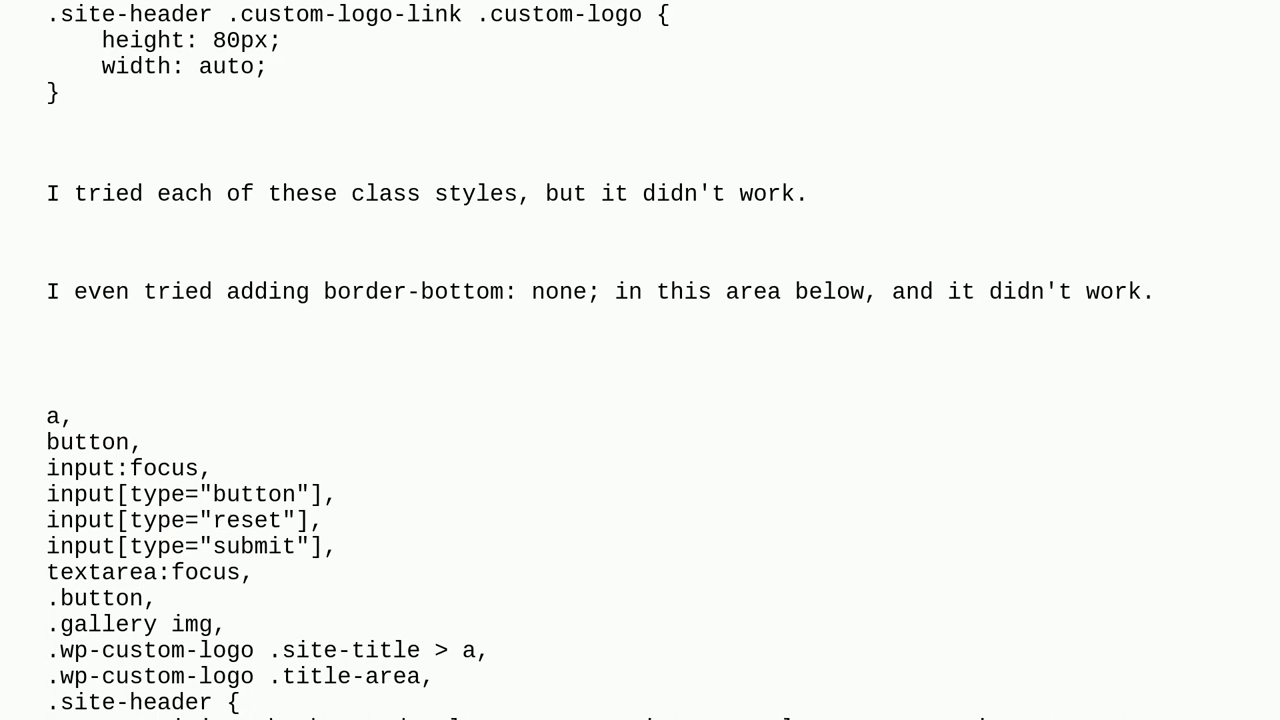 .site-header .custom-logo-link .custom-logo {
    height: 80px;
    width: auto;
}
I tried each of these class styles, but it didn't work.
I even tried adding border-bottom: none; in this area below, and it didn't work.
a,
button,
input:focus,
input[type="button"],
input[type="reset"],
input[type="submit"],
textarea:focus,
.button,
.gallery img,
.wp-custom-logo .site-title > a,
.wp-custom-logo .title-area,
.site-header {